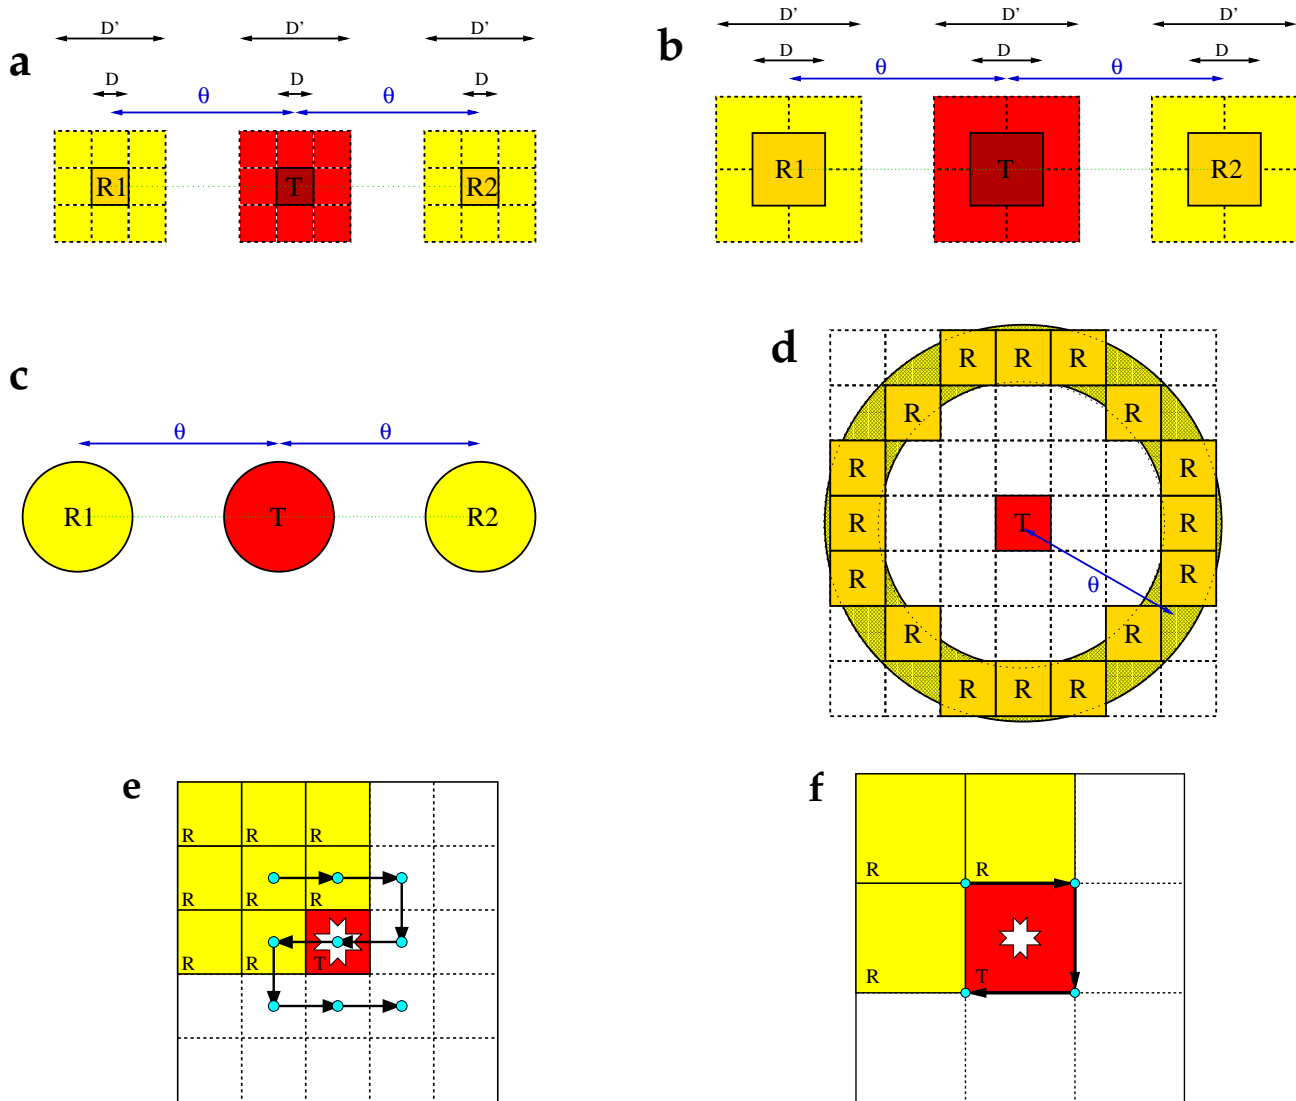 a
D' D' D'
D D D
θ θ
R1 T R2
b
D' D' D'
D D D
θ θ
R1 T R2
c
θ θ
R1 T R2
d
R R R
R R
R R
R T R
θ
R R
R R
R R R
e
R R R
R R R
R R T
f
R R
R T